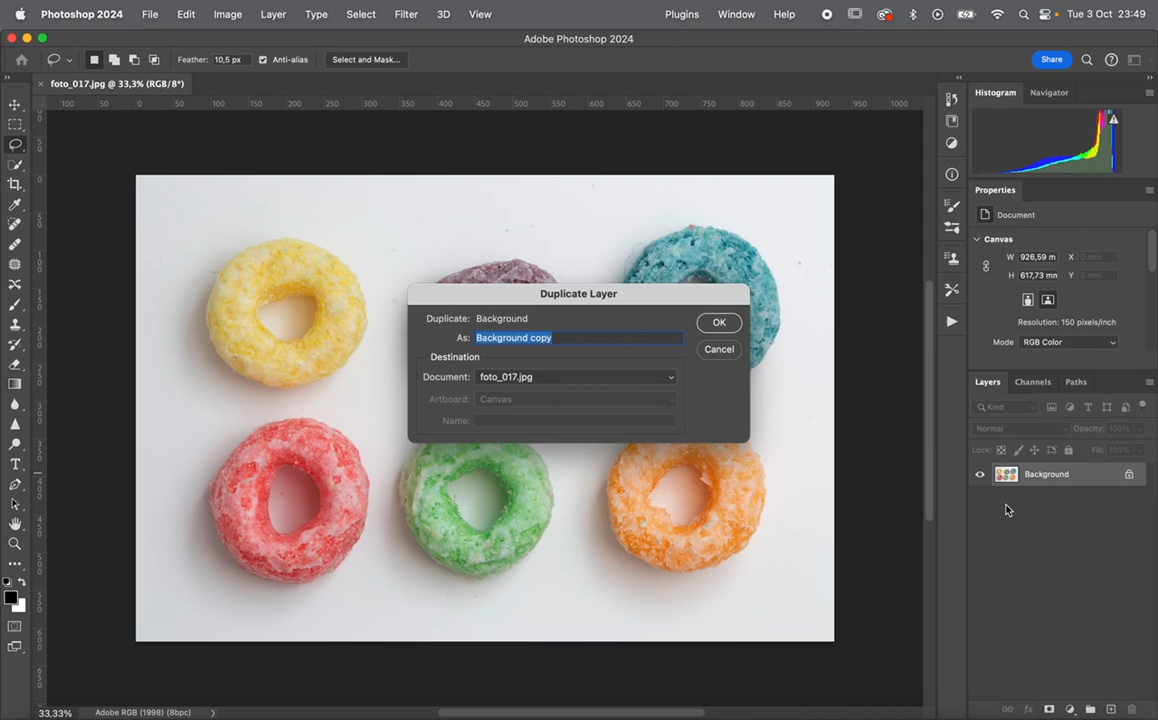 Photoshop 2024 File Edit Image Layer Type Select Filter 3D View Plugins Window Help Tue 3 Oct 23:49
Adobe Photoshop 2024
Feather: 10,5 px Anti-alias Select and Mask... Share
foto_017.jpg @ 33,3% (RGB/8*)
100 50 0 50 100 150 200 250 300 350 400 450 500 550 600 650 700 750 800 850 900 950 1000
Histogram Navigator
Properties
Document
Canvas
W 926,59 m X 0 mm
H 617,73 mm Y 0 mm
Resolution: 150 pixels/inch
Mode RGB Color
Duplicate Layer
Duplicate: Background
As: Background copy
Destination
Document: foto_017.jpg
Artboard: Canvas
Name:
OK
Cancel
Layers Channels Paths
Kind
Normal Opacity: 100%
Lock: Fill: 100%
Background
33,33% Adobe RGB (1998) (8bpc)